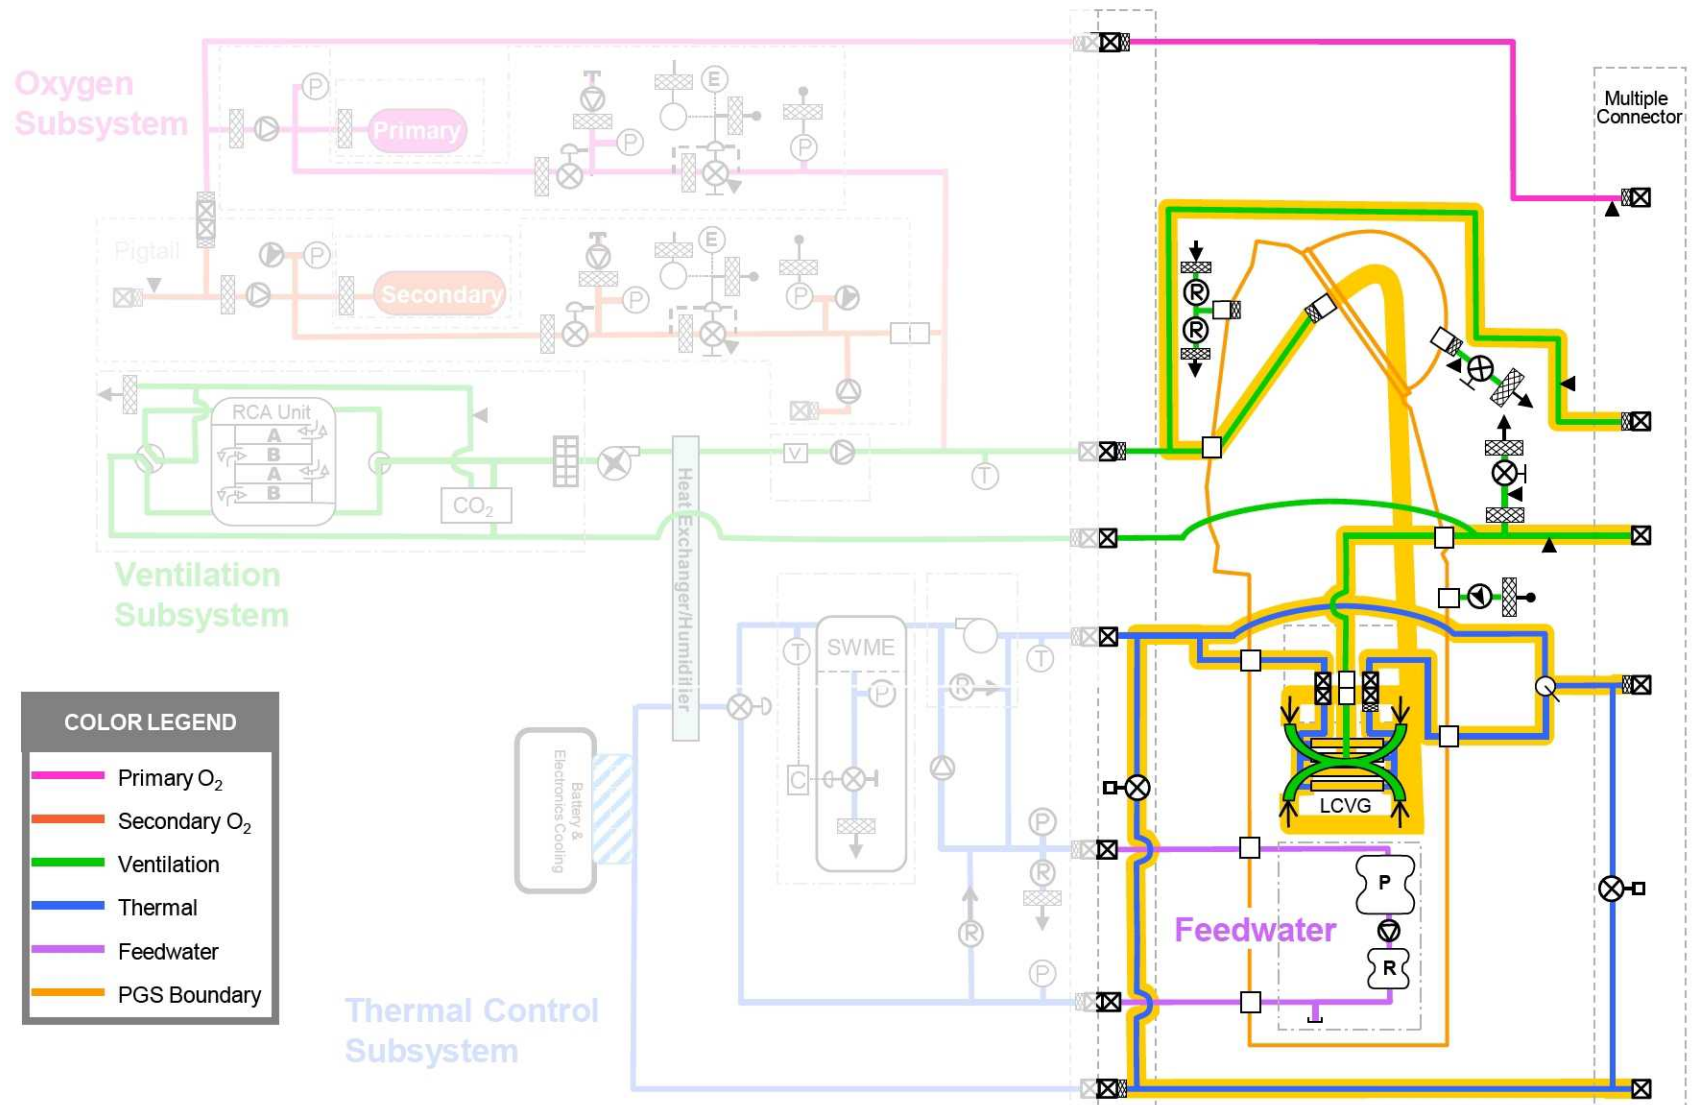 Oxygen
Subsystem
P
Primary
E
P
P
Multiple
Connector
Pigtail
P
Secondary
E
P
P
R
R
RCA Unit
A
B
A
B
CO2
V
T
Heat Exchanger/Humidifier
Ventilation
Subsystem
SWME
T
P
R
T
C
P
R
R
P
Battery &
Electronics Cooling
LCVG
P
R
Feedwater
Thermal Control
Subsystem
COLOR LEGEND
Primary O2
Secondary O2
Ventilation
Thermal
Feedwater
PGS Boundary